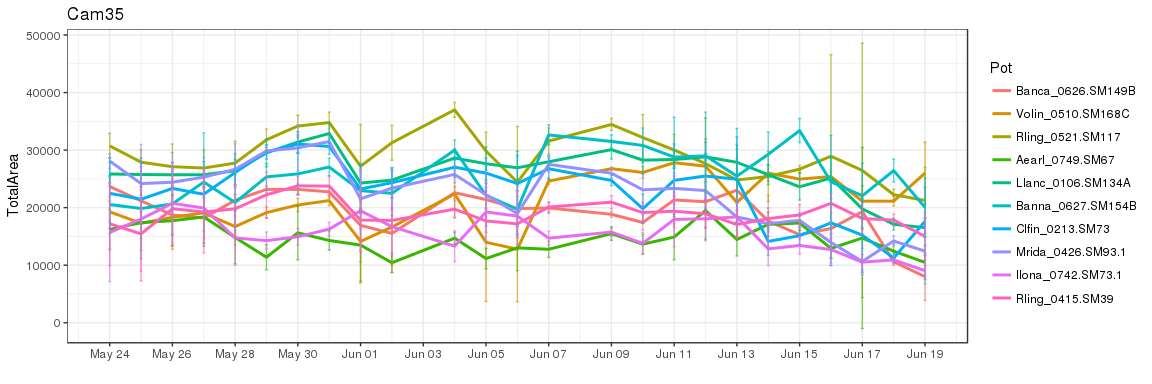 Cam35
TotalArea
50000
40000
30000
20000
10000
0
May 24 May 26 May 28 May 30 Jun 01 Jun 03 Jun 05 Jun 07 Jun 09 Jun 11 Jun 13 Jun 15 Jun 17 Jun 19
Pot
Banca_0626.SM149B
Volin_0510.SM168C
Rling_0521.SM117
Aearl_0749.SM67
Llanc_0106.SM134A
Banna_0627.SM154B
Clfin_0213.SM73
Mrida_0426.SM93.1
Ilona_0742.SM73.1
Rling_0415.SM39